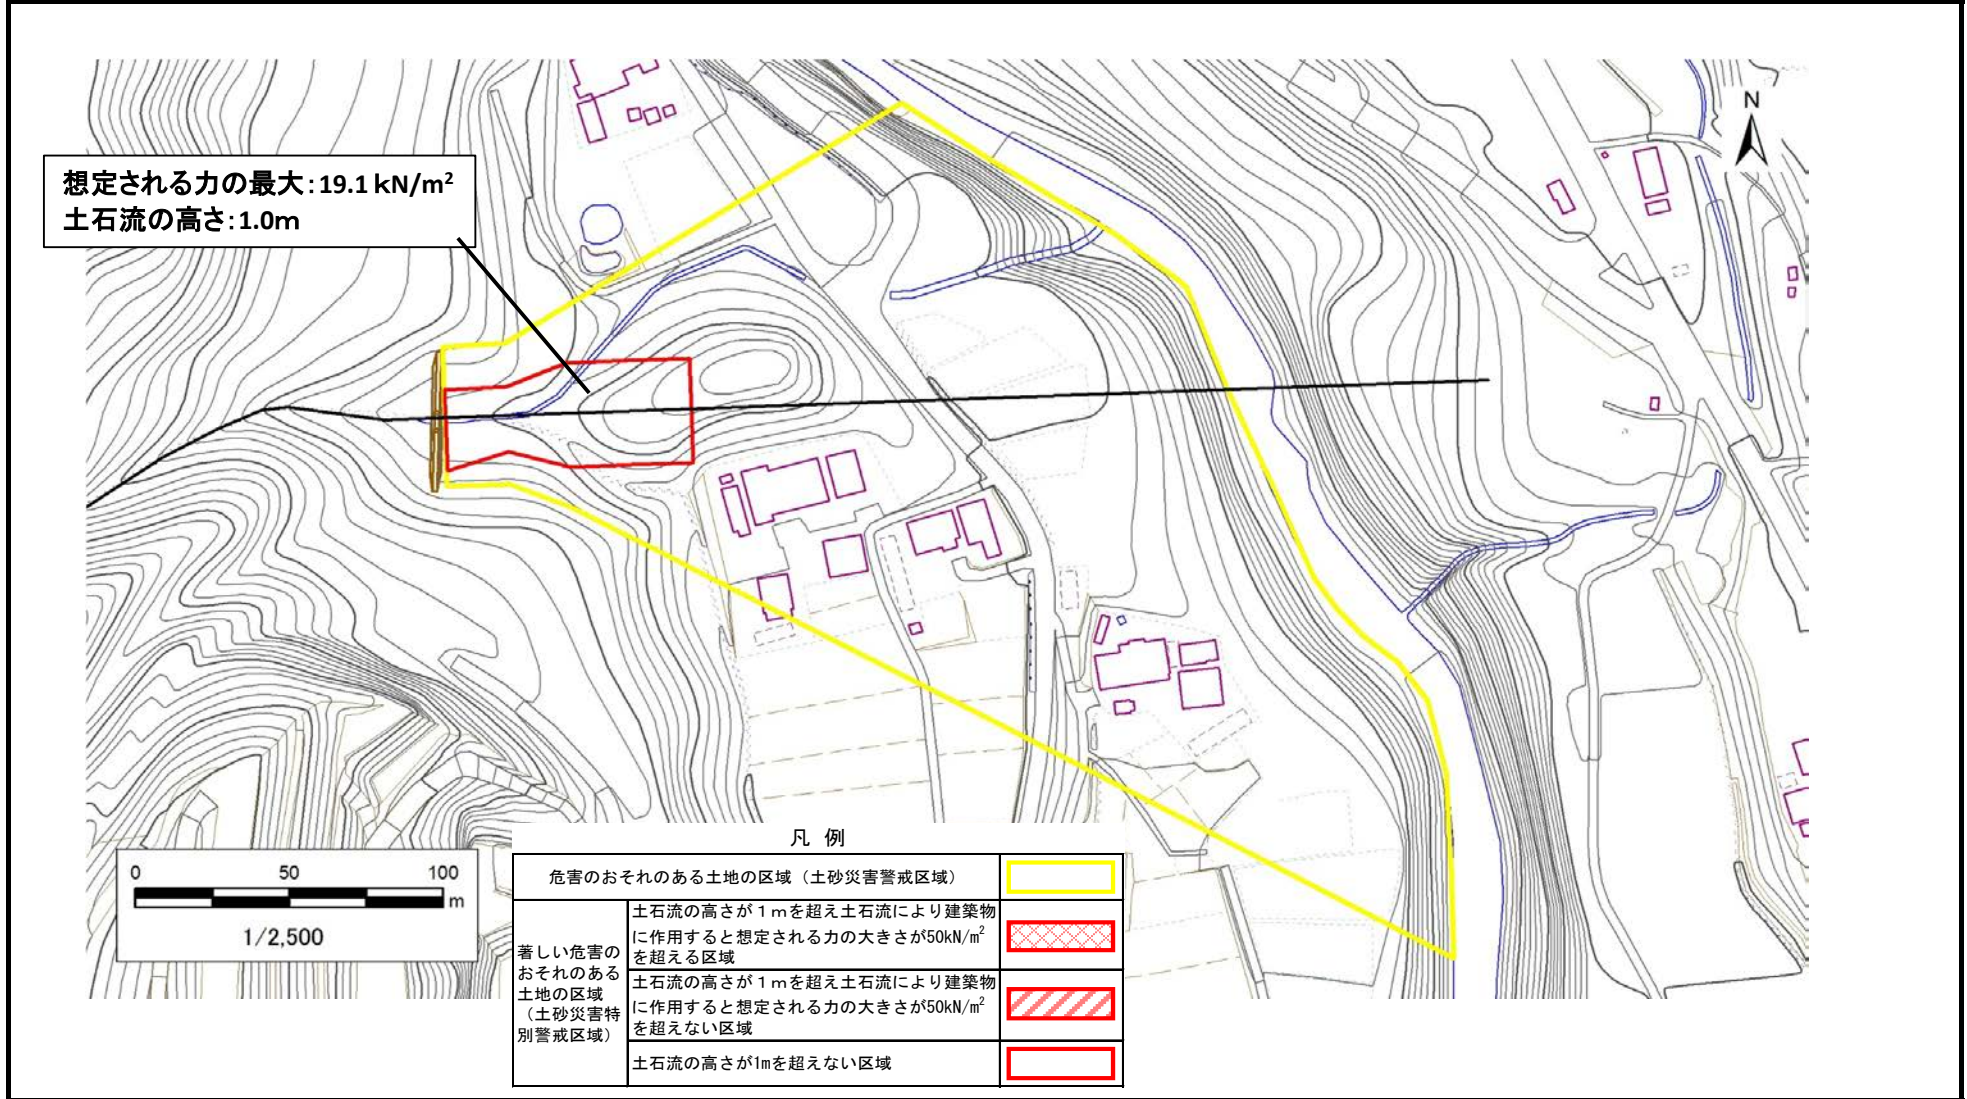 N
想定される力の最大:19.1kN/m²
土石流の高さ:1.0m
0 50 100
m
1/2,500
凡 例
危害のおそれのある土地の区域（土砂災害警戒区域）
著しい危害の
おそれのある
土地の区域
（土砂災害特
別警戒区域）
土石流の高さが１ｍを超え土石流により建築物
に作用すると想定される力の大きさが50kN/㎡
を超える区域
土石流の高さが１ｍを超え土石流により建築物
に作用すると想定される力の大きさが50kN/㎡
を超えない区域
土石流の高さが1mを超えない区域